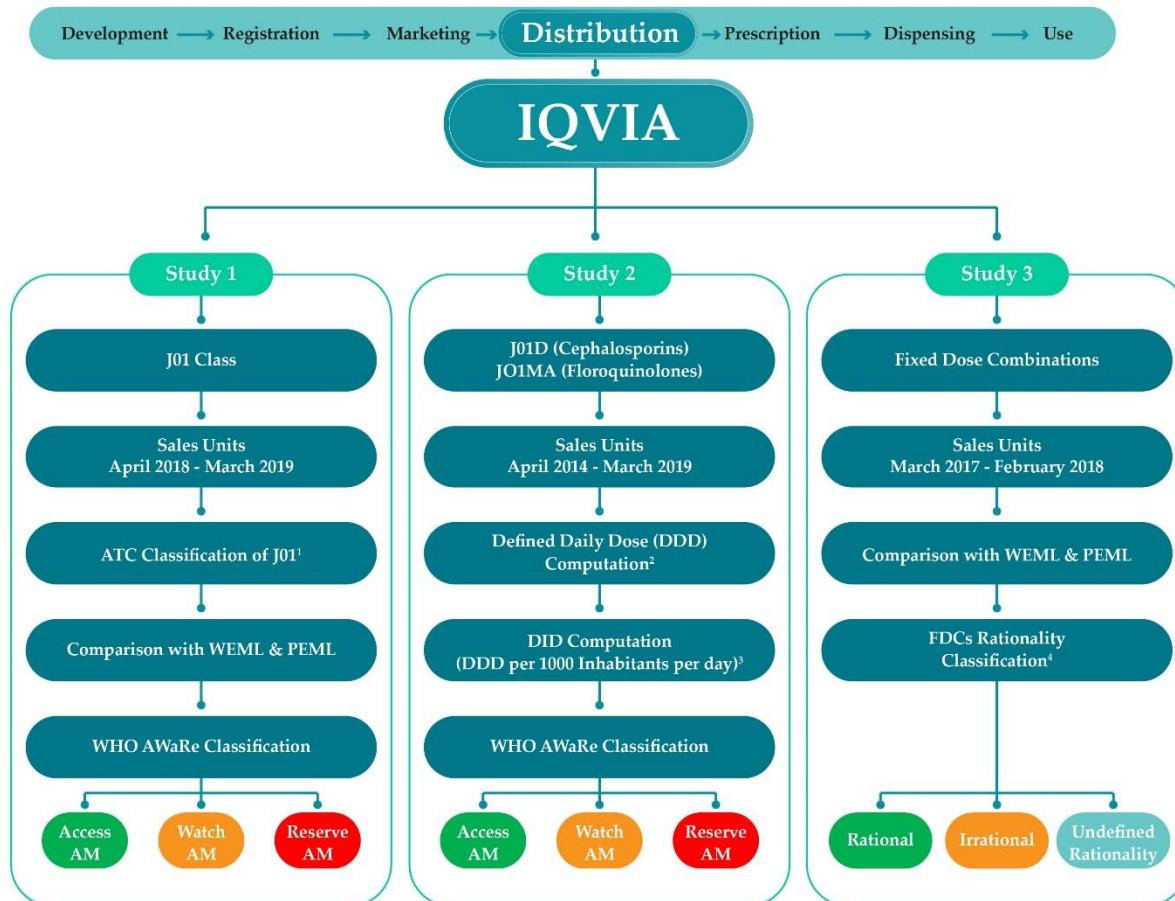 Development → Registration → Marketing → Distribution → Prescription → Dispensing → Use
IQVIA
Study 1
J01 Class
Sales Units
April 2018 - March 2019
ATC Classification of J01¹
Comparison with WEML & PEML
WHO AWaRe Classification
Access
AM
Watch
AM
Reserve
AM
Study 2
J01D (Cephalosporins)
JO1MA (Floroquinolones)
Sales Units
April 2014 - March 2019
Defined Daily Dose (DDD)
Computation²
DID Computation
(DDD per 1000 Inhabitants per day)³
WHO AWaRe Classification
Access
AM
Watch
AM
Reserve
AM
Study 3
Fixed Dose Combinations
Sales Units
March 2017 - February 2018
Comparison with WEML & PEML
FDCs Rationality
Classification⁴
Rational
Irrational
Undefined
Rationality